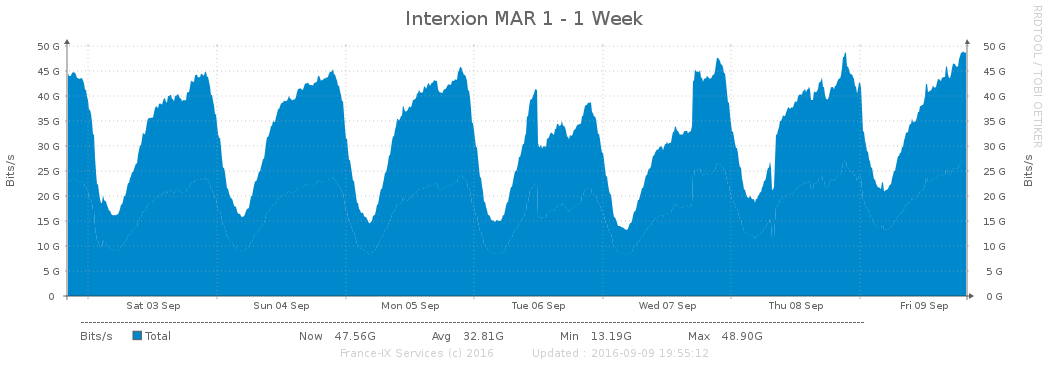 Interxion MAR 1 - 1 Week
RRDTOOL / TOBI OETIKER
Bits/s
50 G
45 G
40 G
35 G
30 G
25 G
20 G
15 G
10 G
5 G
0
50 G
45 G
40 G
35 G
30 G
25 G
20 G
15 G
10 G
5 G
0 G
Bits/s
Sat 03 Sep Sun 04 Sep Mon 05 Sep Tue 06 Sep Wed 07 Sep Thu 08 Sep Fri 09 Sep
Bits/s Total Now 47.56G Avg 32.81G Min 13.19G Max 48.90G
France-IX Services (c) 2016 Updated : 2016-09-09 19:55:12